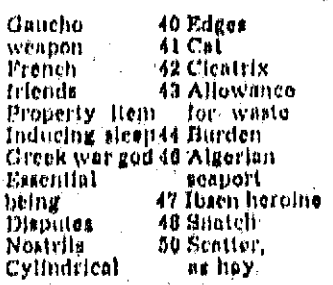 Gaucho
weapon
French
friends
Property item
Inducing sleep
Greek war god
Essential
being
Disputes
Nostrils
Cylindrical
40 Edges
41 Cat
42 Cicatrix
43 Allowance
for waste
44 Burden
46 Algerian
seaport
47 Ibsen heroine
48 Snatch
50 Scatter,
as hay